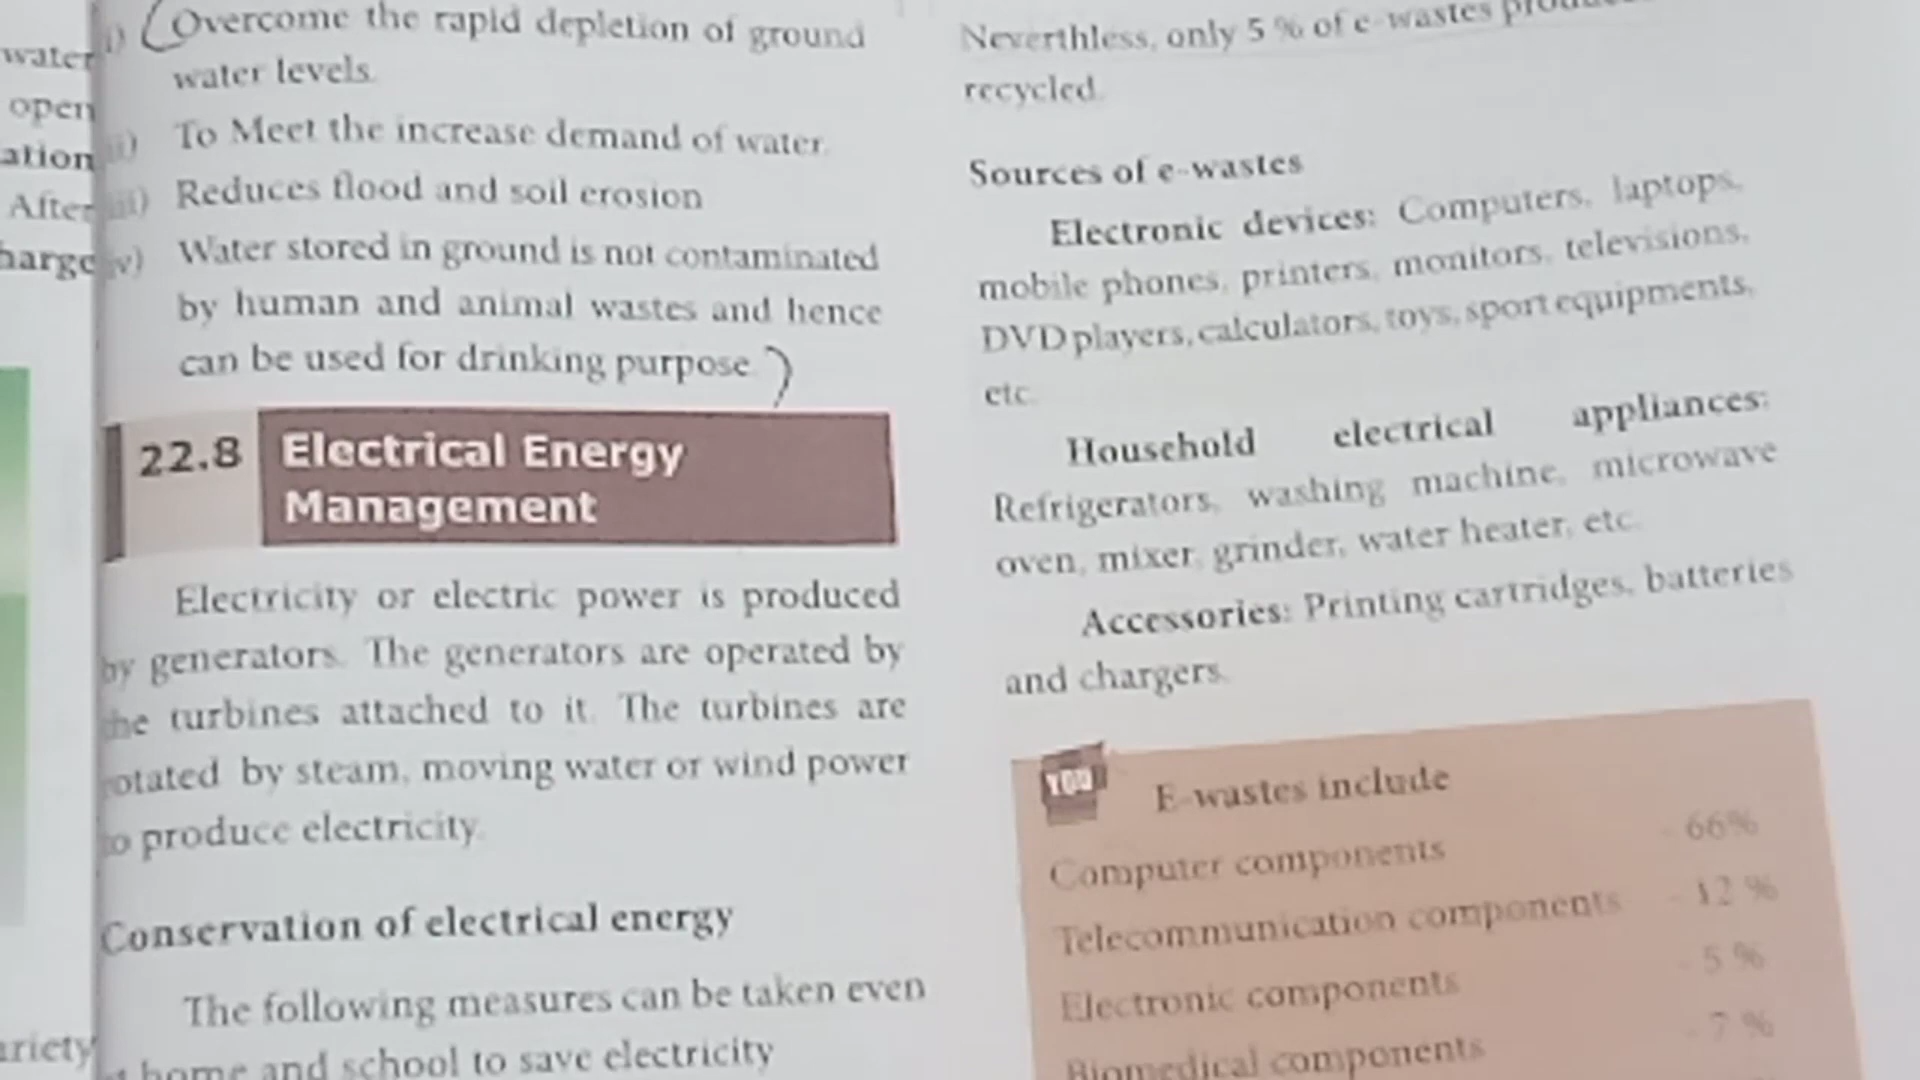 water
open
ation
After
harge
ariety
i) Overcome the rapid depletion of ground
water levels.
ii) To Meet the increase demand of water.
iii) Reduces flood and soil erosion
iv) Water stored in ground is not contaminated
by human and animal wastes and hence
can be used for drinking purpose.
22.8 Electrical Energy
Management
Electricity or electric power is produced
by generators. The generators are operated by
the turbines attached to it. The turbines are
rotated by steam, moving water or wind power
to produce electricity.
Conservation of electrical energy
The following measures can be taken even
at home and school to save electricity
Neverthless, only 5 % of e-wastes
recycled.
Sources of e-wastes
Electronic devices: Computers, laptops,
mobile phones, printers, monitors, televisions,
DVD players, calculators, toys, sport equipments,
etc.
Household electrical appliances:
Refrigerators, washing machine, microwave
oven, mixer, grinder, water heater, etc.
Accessories: Printing cartridges, batteries
and chargers.
YOU
E-wastes include
Computer components - 66%
Telecommunication components - 12 %
Electronic components - 5 %
Biomedical components - 7 %